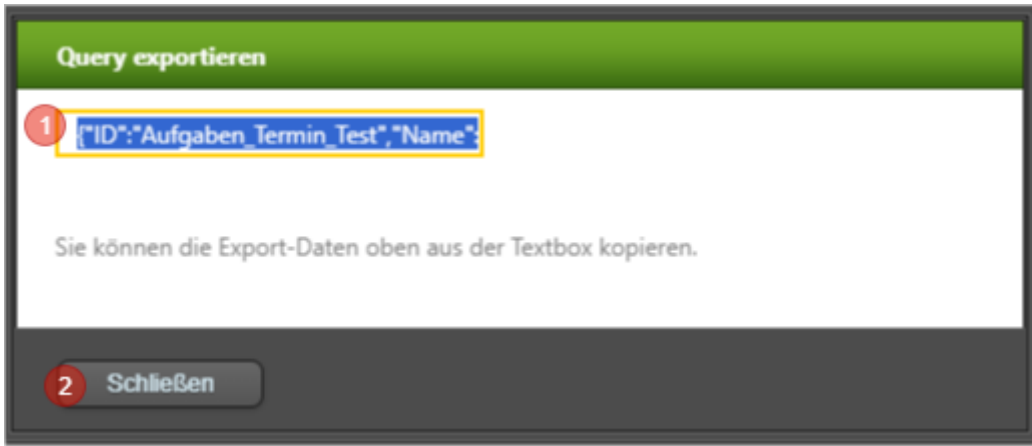 Query exportieren
1
{"ID":"Aufgaben_Termin_Test","Name":
Sie können die Export-Daten oben aus der Textbox kopieren.
2 Schließen